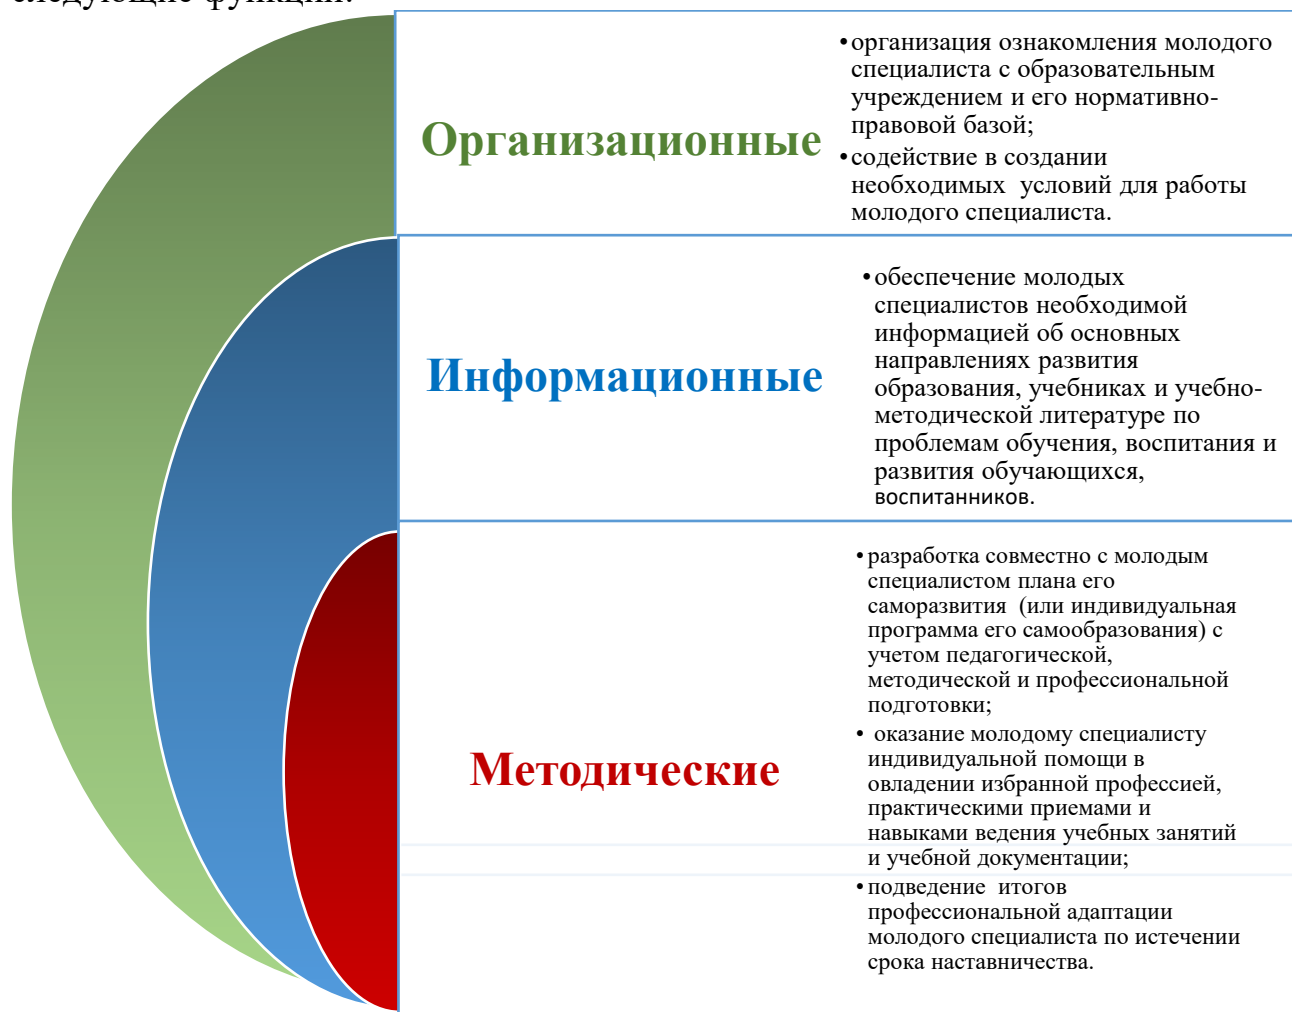 следующие функции:
Организационные
•организация ознакомления молодого
специалиста с образовательным
учреждением и его нормативно-
правовой базой;
•содействие в создании
необходимых  условий для работы
молодого специалиста.
Информационные
•обеспечение молодых
специалистов необходимой
информацией об основных
направлениях развития
образования, учебниках и учебно-
методической литературе по
проблемам обучения, воспитания и
развития обучающихся,
воспитанников.
Методические
•разработка совместно с молодым
специалистом плана его
саморазвития  (или индивидуальная
программа его самообразования) с
учетом педагогической,
методической и профессиональной
подготовки;
• оказание молодому специалисту
индивидуальной помощи в
овладении избранной профессией,
практическими приемами и
навыками ведения учебных занятий
и учебной документации;
•подведение  итогов
профессиональной адаптации
молодого специалиста по истечении
срока наставничества.